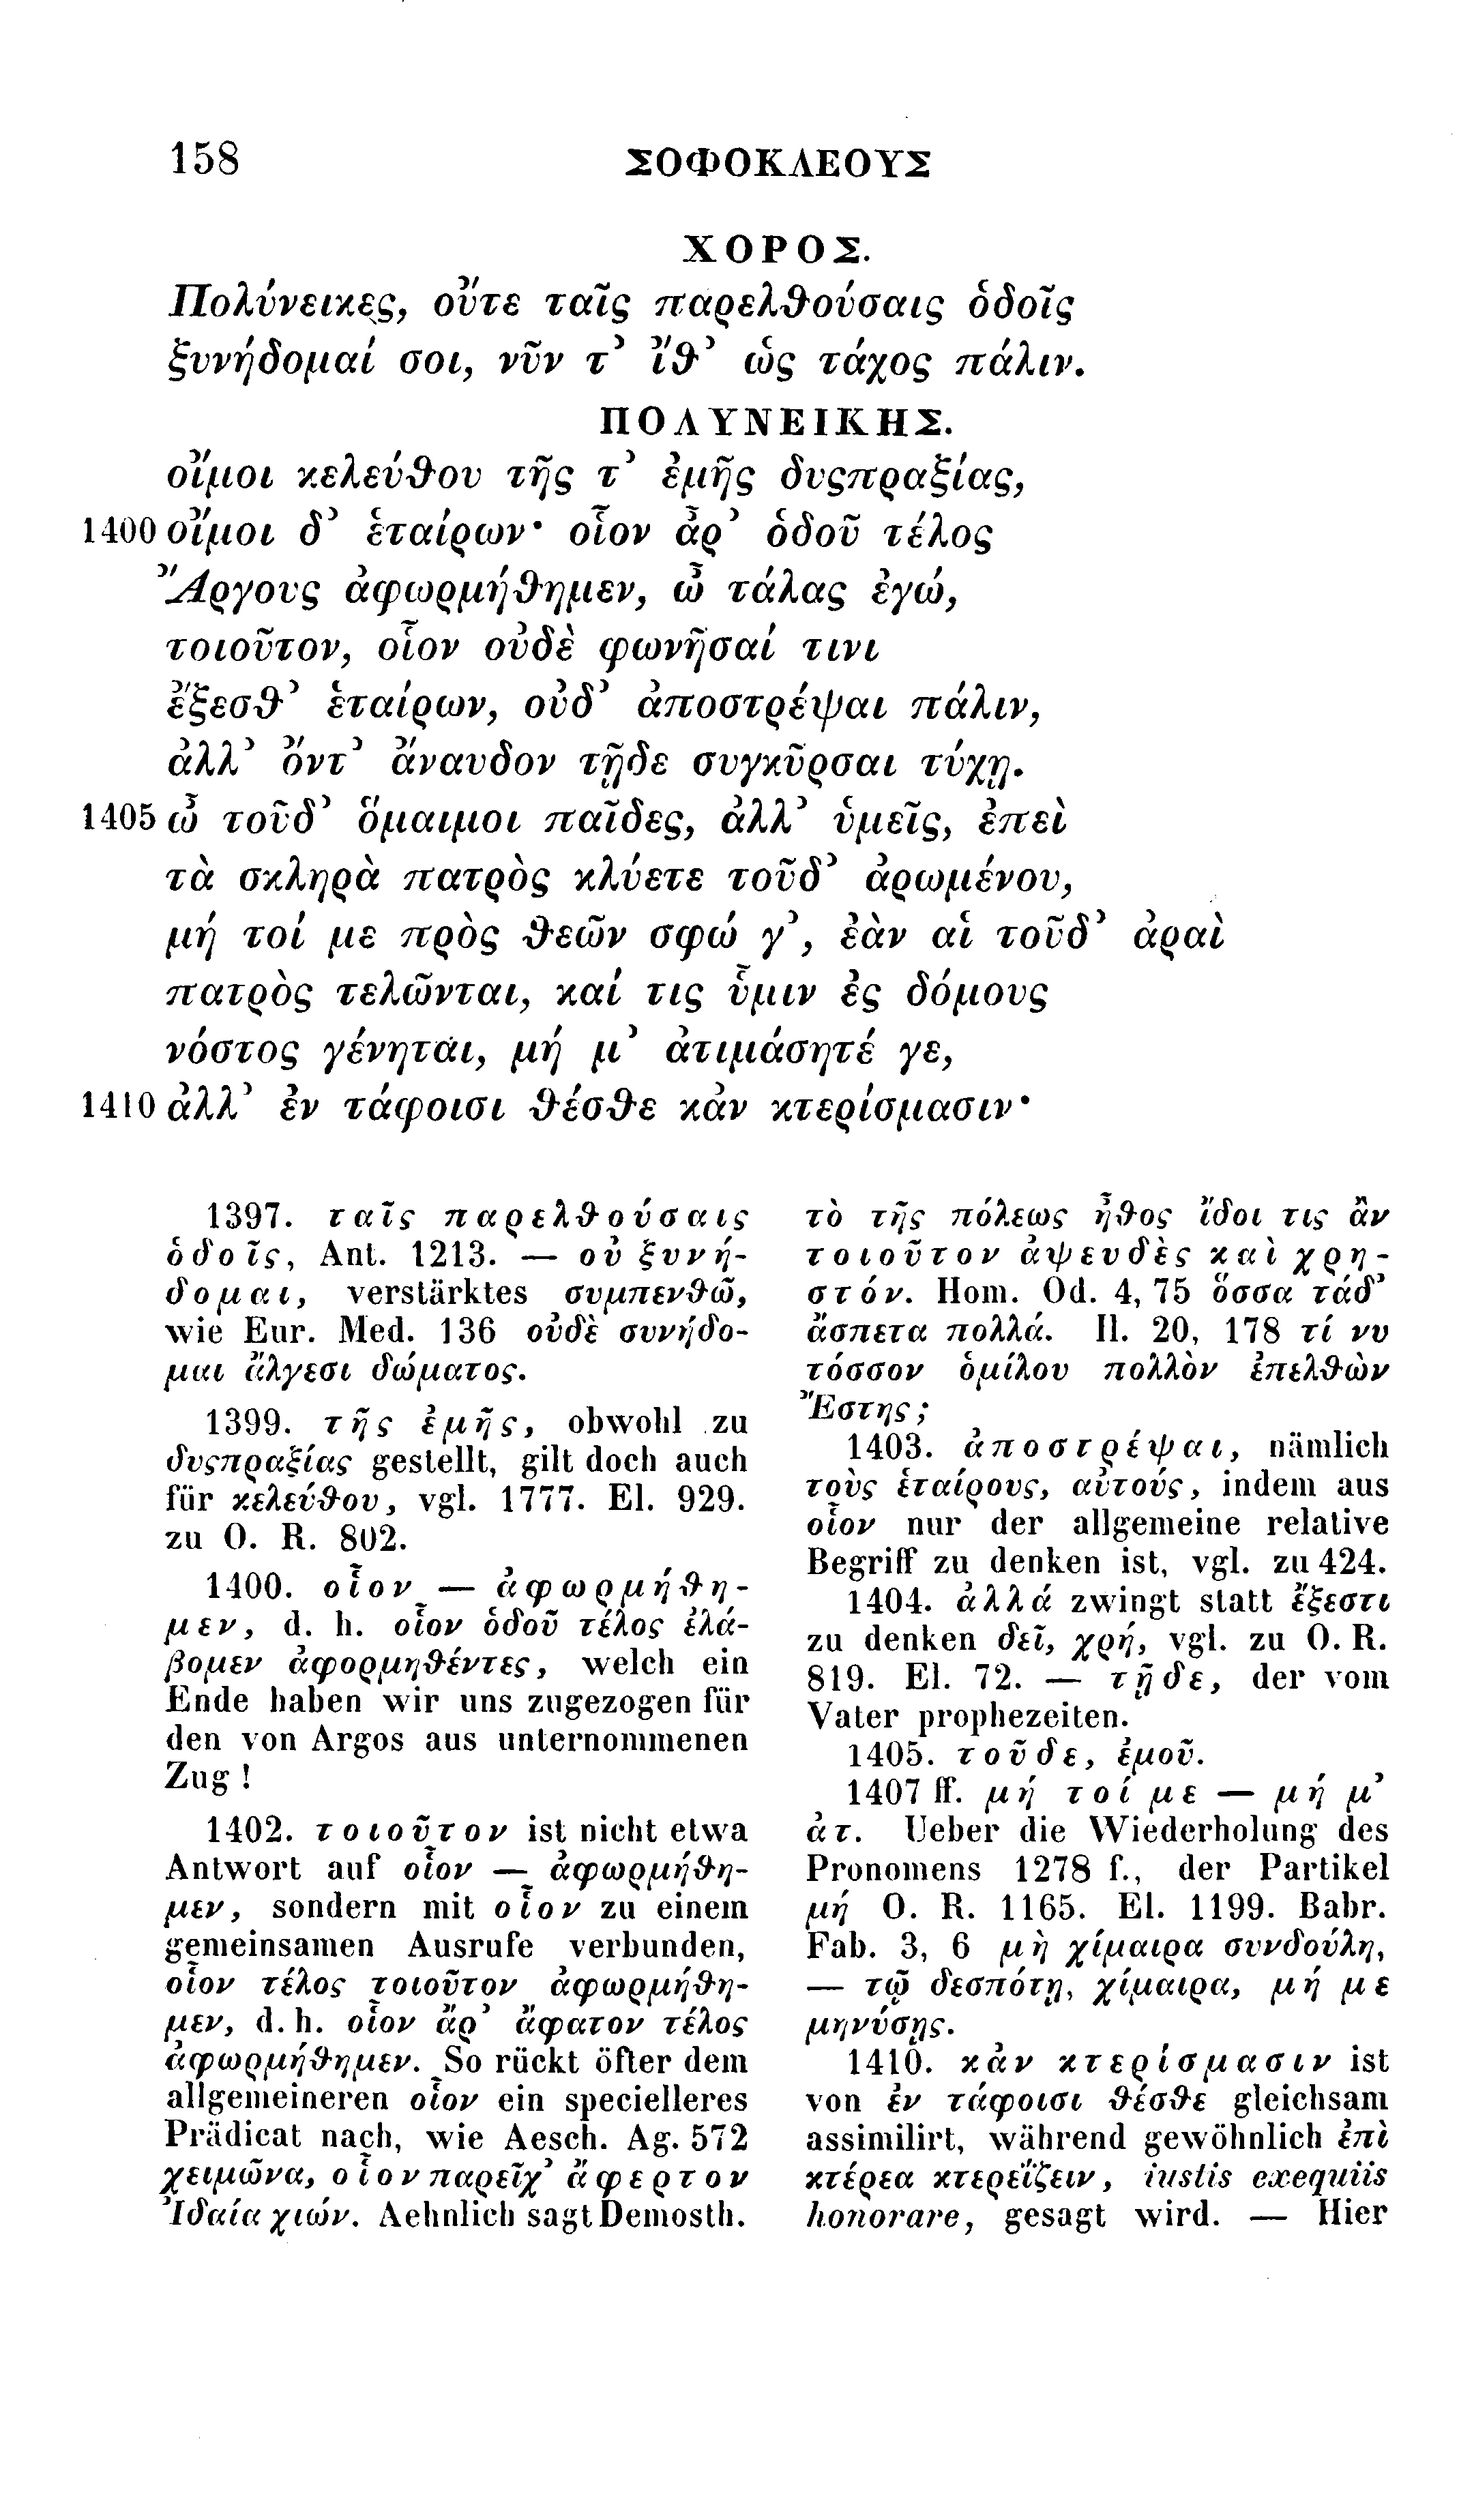 158 ΣΟΦΟΚΛΕΟΥΣ
ΧΟΡΟΣ.
Πολύνεικες, οὔτε ταῖς παρελϑούσαις ὁδοῖς
ξυνήδομαί σοι, νῦν τ᾽ ἴϑ᾽ ὡς τάχος πάλιν.
ΠΟΛΥΝΕΙΚΗΣ.
οἴμοι κελεύϑου τῆς τ᾽ ἐμῆς δυςπραξίας,
1400 οἴμοι δ᾽ ἑταίρων· οἷον ἆρ᾽ ὁδοῦ τέλος
Ἄργους ἀφωρμήϑημεν, ὦ τάλας ἐγώ,
τοιοῦτον, οἷον οὐδὲ φωνῆσαί τινι
ἔξεσϑ᾽ ἑταίρων, οὐδ᾽ ἀποστρέψαι πάλιν,
ἀλλ᾽ ὄντ᾽ ἄναυδον τῇδε συγκῦρσαι τύχῃ.
1405 ὦ τοῦδ᾽ ὅμαιμοι παῖδες, ἀλλ᾽ ὑμεῖς, ἐπεὶ
τὰ σκληρὰ πατρὸς κλύετε τοῦδ᾽ ἀρωμένου,
μή τοί με πρὸς ϑεῶν σφώ γ᾽, ἐὰν αἱ τοῦδ᾽ ἀραὶ
πατρὸς τελῶνται, καί τις ὗμιν ἐς δόμους
νόστος γένηται, μή μ᾽ ἀτιμάσητέ γε,
1410 ἀλλ᾽ ἐν τάφοισι ϑέσϑε κἀν κτερίσμασιν·
1397. ταῖς παρελϑούσαις
ὁδοῖς, Ant. 1213. — οὐ ξυνή-
δομαι, verstärktes συμπενϑῶ,
wie Eur. Med. 136 οὐδὲ συνήδο-
μαι ἄλγεσι δώματος.
1399. τῆς ἐμῆς, obwohl zu
δυςπραξίας gestellt, gilt doch auch
für κελεύϑου, vgl. 1777. El. 929.
zu O. R. 802.
1400. οἷον — ἀφωρμήϑη-
μεν, d. h. οἷον ὁδοῦ τέλος ἐλά-
βομεν ἀφορμηϑέντες, welch ein
Ende haben wir uns zugezogen für
den von Argos aus unternommenen
Zug!
1402. τοιοῦτον ist nicht etwa
Antwort auf οἷον — ἀφωρμήϑη-
μεν, sondern mit οἷον zu einem
gemeinsamen Ausrufe verbunden,
οἷον τέλος τοιοῦτον ἀφωρμήϑη-
μεν, d. h. οἷον ἄρ᾽ ἄφατον τέλος
ἀφωρμήϑημεν. So rückt öfter dem
allgemeineren οἷον ein specielleres
Prädicat nach, wie Aesch. Ag. 572
χειμῶνα, οἷον παρεῖχ᾽ ἄφερτον
Ἰδαία χιών. Aehnlich sagt Demosth.
τὸ τῆς πόλεως ἦϑος ἴδοι τις ἂν
τοιοῦτον ἀψευδὲς καὶ χρη-
στόν. Hom. Od. 4, 75 ὅσσα τάδ᾽
ἄσπετα πολλά. Il. 20, 178 τί νυ
τόσσον ὁμίλου πολλὸν ἐπελϑὼν
Ἔστης;
1403. ἀποστρέψαι, nämlich
τοὺς ἑταίρους, αὐτούς, indem aus
οἷον nur der allgemeine relative
Begriff zu denken ist, vgl. zu 424.
1404. ἀλλά zwingt statt ἔξεστι
zu denken δεῖ, χρή, vgl. zu O. R.
819. El. 72. — τῇδε, der vom
Vater prophezeiten.
1405. τοῦδε, ἐμοῦ.
1407 ff. μή τοί με — μή μ᾽
ἀτ. Ueber die Wiederholung des
Pronomens 1278 f., der Partikel
μή O. R. 1165. El. 1199. Babr.
Fab. 3, 6 μὴ χίμαιρα συνδούλη,
— τῷ δεσπότῃ, χίμαιρα, μή με
μηνύσῃς.
1410. κἀν κτερίσμασιν ist
von ἐν τάφοισι ϑέσϑε gleichsam
assimilirt, während gewöhnlich ἐπὶ
κτέρεα κτερεΐζειν, iustis exequiis
honorare, gesagt wird. — Hier